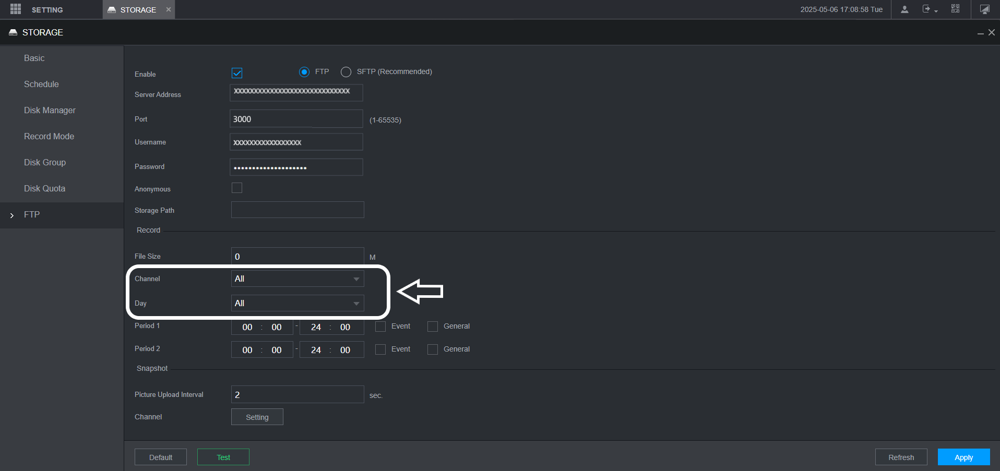 SETTING STORAGE × 2025-05-06 17:08:58 Tue
STORAGE
Basic
Schedule
Disk Manager
Record Mode
Disk Group
Disk Quota
FTP
Enable FTP SFTP (Recommended)
Server Address xxxxxxxxxxxxxxxxxxxxxxxxxxxxx
Port 3000 (1-65535)
Username xxxxxxxxxxxxxxxxx
Password ••••••••••••••••••••
Anonymous
Storage Path
Record
File Size 0 M
Channel All
Day All
Period 1 00 : 00 - 24 : 00 Event General
Period 2 00 : 00 - 24 : 00 Event General
Snapshot
Picture Upload Interval 2 sec.
Channel Setting
Default Test Refresh Apply